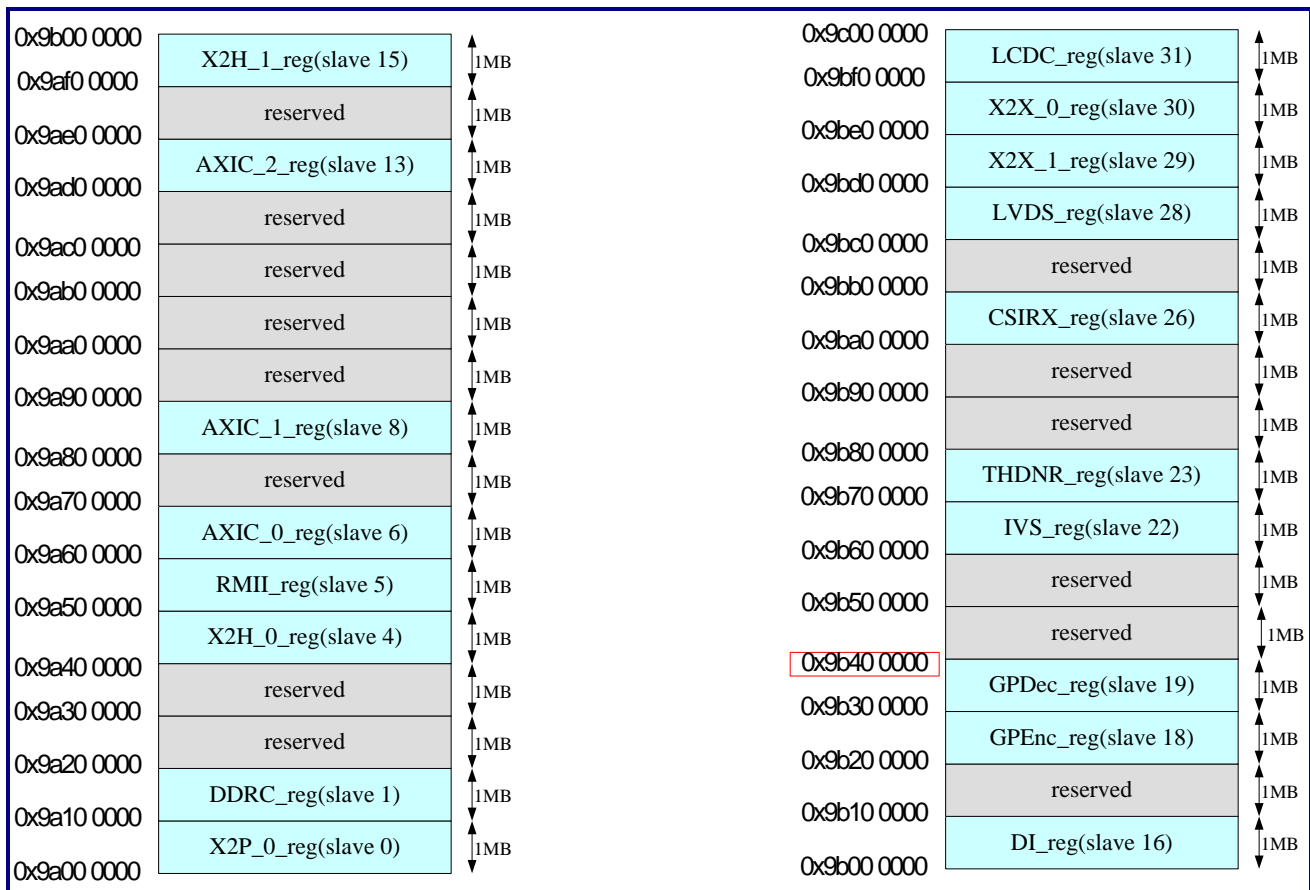 0x9b00 0000
X2H_1_reg(slave 15)
1MB
0x9af0 0000
reserved
1MB
0x9ae0 0000
AXIC_2_reg(slave 13)
1MB
0x9ad0 0000
reserved
1MB
0x9ac0 0000
reserved
1MB
0x9ab0 0000
reserved
1MB
0x9aa0 0000
reserved
1MB
0x9a90 0000
AXIC_1_reg(slave 8)
1MB
0x9a80 0000
reserved
1MB
0x9a70 0000
AXIC_0_reg(slave 6)
1MB
0x9a60 0000
RMII_reg(slave 5)
1MB
0x9a50 0000
X2H_0_reg(slave 4)
1MB
0x9a40 0000
reserved
1MB
0x9a30 0000
reserved
1MB
0x9a20 0000
DDRC_reg(slave 1)
1MB
0x9a10 0000
X2P_0_reg(slave 0)
1MB
0x9a00 0000
0x9c00 0000
LCDC_reg(slave 31)
1MB
0x9bf0 0000
X2X_0_reg(slave 30)
1MB
0x9be0 0000
X2X_1_reg(slave 29)
1MB
0x9bd0 0000
LVDS_reg(slave 28)
1MB
0x9bc0 0000
reserved
1MB
0x9bb0 0000
CSIRX_reg(slave 26)
1MB
0x9ba0 0000
reserved
1MB
0x9b90 0000
reserved
1MB
0x9b80 0000
THDNR_reg(slave 23)
1MB
0x9b70 0000
IVS_reg(slave 22)
1MB
0x9b60 0000
reserved
1MB
0x9b50 0000
reserved
1MB
0x9b40 0000
GPDec_reg(slave 19)
1MB
0x9b30 0000
GPEnc_reg(slave 18)
1MB
0x9b20 0000
reserved
1MB
0x9b10 0000
DI_reg(slave 16)
1MB
0x9b00 0000